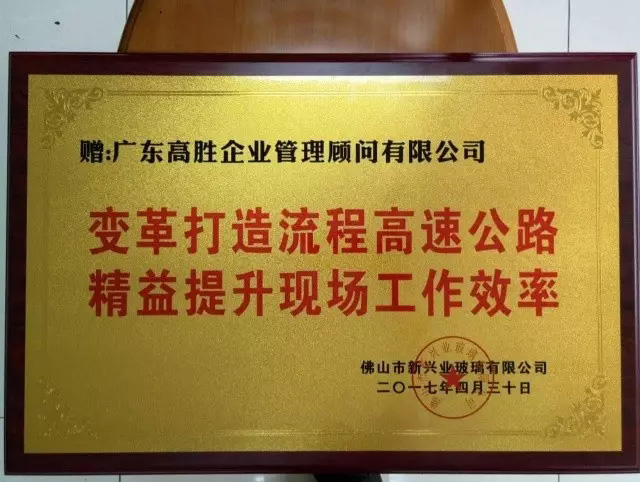 赠:广东高胜企业管理顾问有限公司
变革打造流程高速公路
精益提升现场工作效率
佛山市新兴业玻璃有限公司
二〇一七年四月三十日